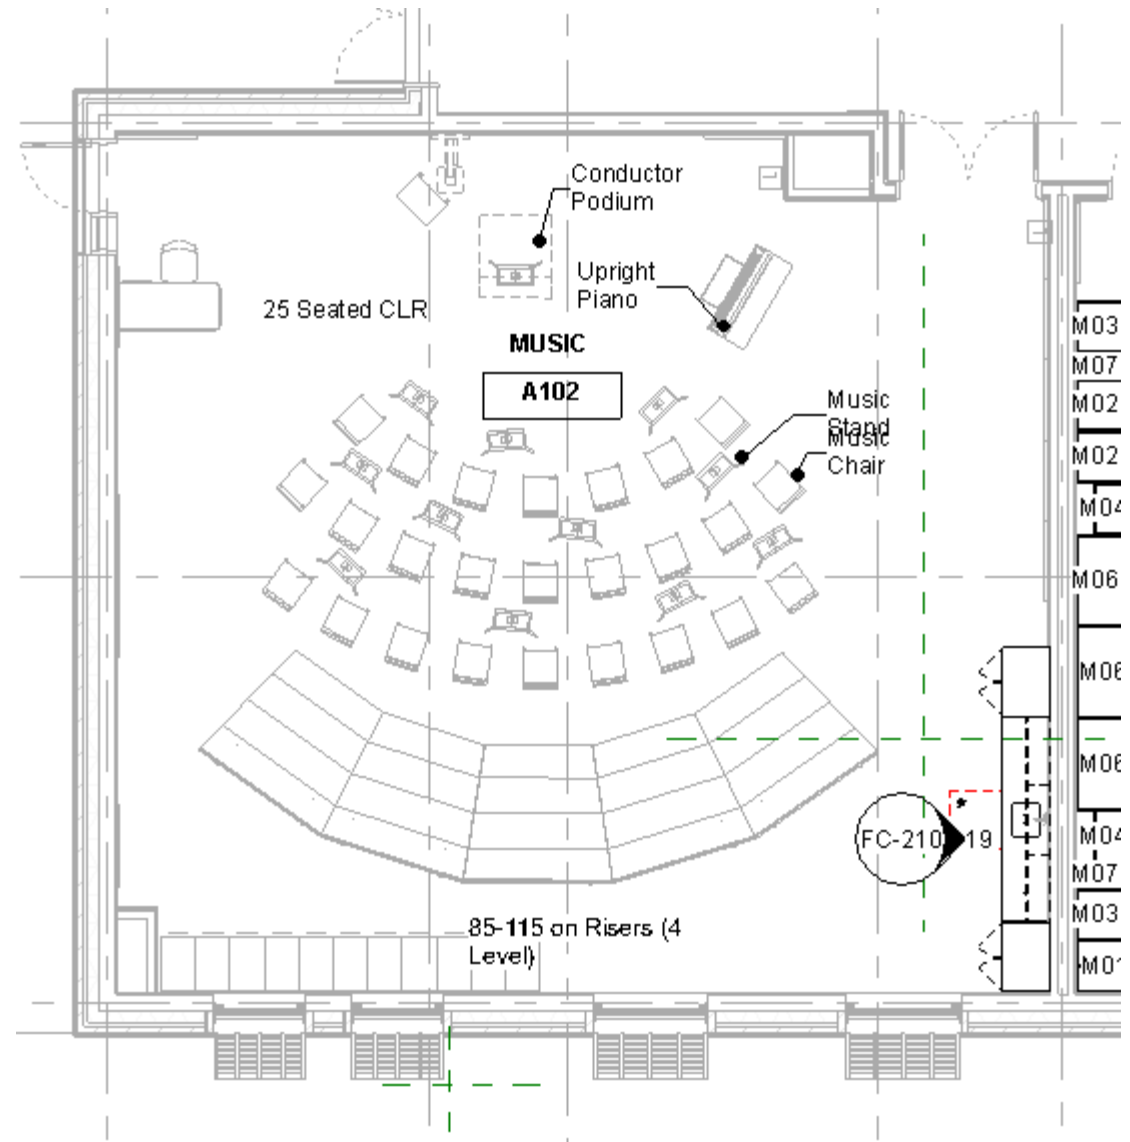 Conductor
Podium
Upright
Piano
25 Seated CLR
MUSIC
A102
Music
Stand
Music
Chair
M03
M07
M02
M02
M04
M06
M06
M06
FC-210
19
M04
M07
M03
M01
85-115 on Risers (4
Level)